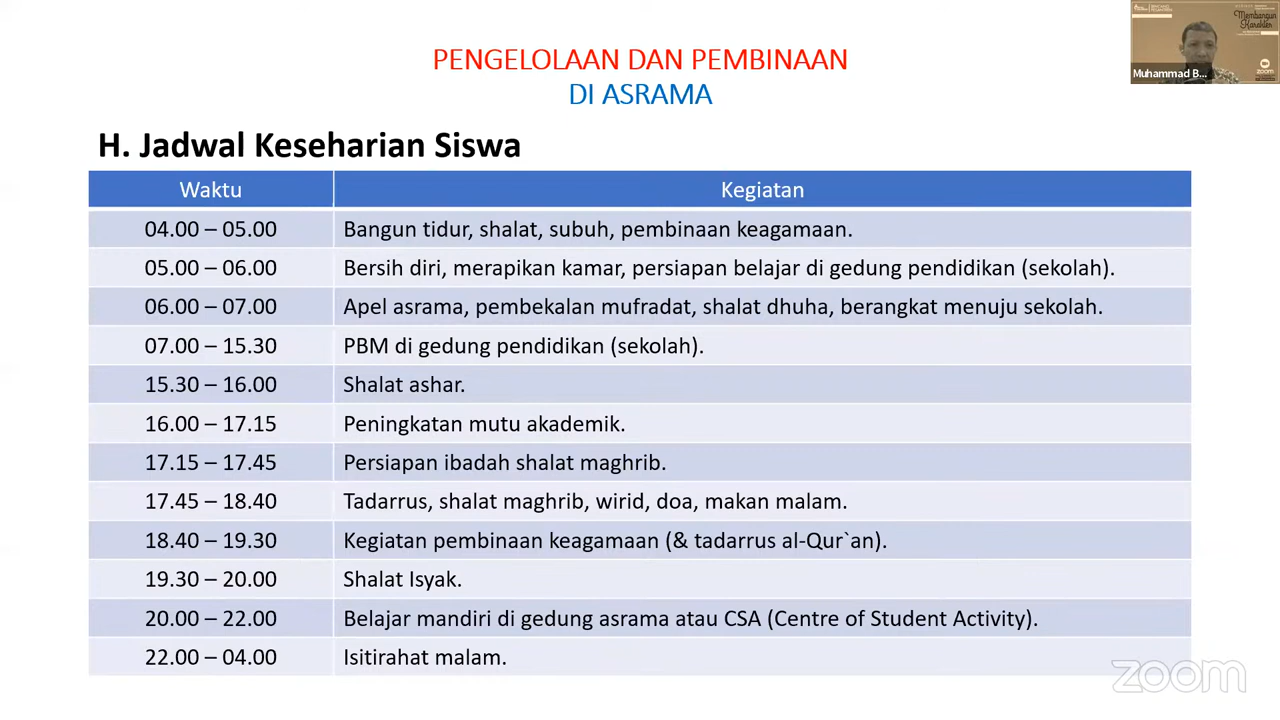 PENGELOLAAN DAN PEMBINAAN
DI ASRAMA
Membangun
Karakter
zoom
Muhammad B...
H. Jadwal Keseharian Siswa
Waktu Kegiatan
04.00 – 05.00 Bangun tidur, shalat, subuh, pembinaan keagamaan.
05.00 – 06.00 Bersih diri, merapikan kamar, persiapan belajar di gedung pendidikan (sekolah).
06.00 – 07.00 Apel asrama, pembekalan mufradat, shalat dhuha, berangkat menuju sekolah.
07.00 – 15.30 PBM di gedung pendidikan (sekolah).
15.30 – 16.00 Shalat ashar.
16.00 – 17.15 Peningkatan mutu akademik.
17.15 – 17.45 Persiapan ibadah shalat maghrib.
17.45 – 18.40 Tadarrus, shalat maghrib, wirid, doa, makan malam.
18.40 – 19.30 Kegiatan pembinaan keagamaan (& tadarrus al-Qur`an).
19.30 – 20.00 Shalat Isyak.
20.00 – 22.00 Belajar mandiri di gedung asrama atau CSA (Centre of Student Activity).
22.00 – 04.00 Isitirahat malam.
zoom